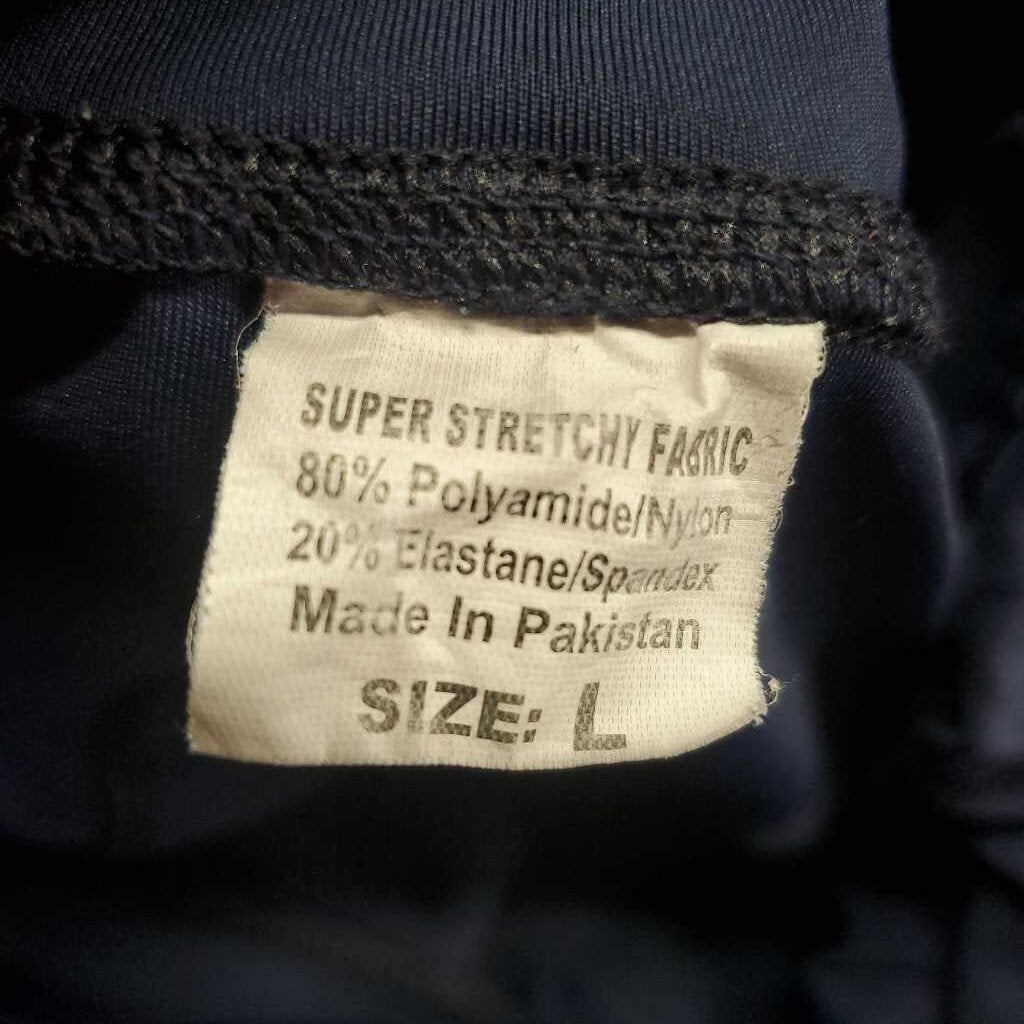 SUPER STRETCHY FABRIC
80% Polyamide/Nylon
20% Elastane/Spandex
Made In Pakistan
SIZE: L